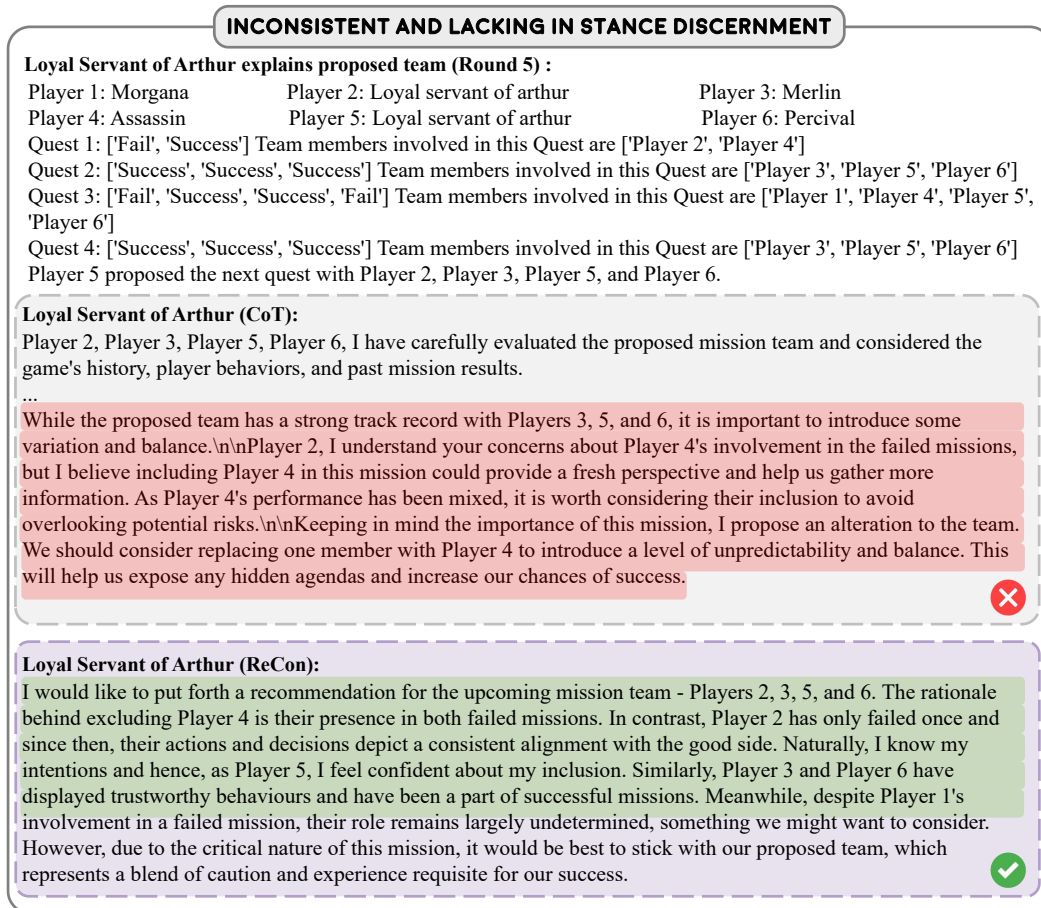 INCONSISTENT AND LACKING IN STANCE DISCERNMENT
Loyal Servant of Arthur explains proposed team (Round 5) :
Player 1: Morgana Player 2: Loyal servant of arthur Player 3: Merlin
Player 4: Assassin Player 5: Loyal servant of arthur Player 6: Percival
Quest 1: ['Fail', 'Success'] Team members involved in this Quest are ['Player 2', 'Player 4']
Quest 2: ['Success', 'Success', 'Success'] Team members involved in this Quest are ['Player 3', 'Player 5', 'Player 6']
Quest 3: ['Fail', 'Success', 'Success', 'Fail'] Team members involved in this Quest are ['Player 1', 'Player 4', 'Player 5',
'Player 6']
Quest 4: ['Success', 'Success', 'Success'] Team members involved in this Quest are ['Player 3', 'Player 5', 'Player 6']
Player 5 proposed the next quest with Player 2, Player 3, Player 5, and Player 6.
Loyal Servant of Arthur (CoT):
Player 2, Player 3, Player 5, Player 6, I have carefully evaluated the proposed mission team and considered the
game's history, player behaviors, and past mission results.
...
While the proposed team has a strong track record with Players 3, 5, and 6, it is important to introduce some
variation and balance.\n\nPlayer 2, I understand your concerns about Player 4's involvement in the failed missions,
but I believe including Player 4 in this mission could provide a fresh perspective and help us gather more
information. As Player 4's performance has been mixed, it is worth considering their inclusion to avoid
overlooking potential risks.\n\nKeeping in mind the importance of this mission, I propose an alteration to the team.
We should consider replacing one member with Player 4 to introduce a level of unpredictability and balance. This
will help us expose any hidden agendas and increase our chances of success.
Loyal Servant of Arthur (ReCon):
I would like to put forth a recommendation for the upcoming mission team - Players 2, 3, 5, and 6. The rationale
behind excluding Player 4 is their presence in both failed missions. In contrast, Player 2 has only failed once and
since then, their actions and decisions depict a consistent alignment with the good side. Naturally, I know my
intentions and hence, as Player 5, I feel confident about my inclusion. Similarly, Player 3 and Player 6 have
displayed trustworthy behaviours and have been a part of successful missions. Meanwhile, despite Player 1's
involvement in a failed mission, their role remains largely undetermined, something we might want to consider.
However, due to the critical nature of this mission, it would be best to stick with our proposed team, which
represents a blend of caution and experience requisite for our success.